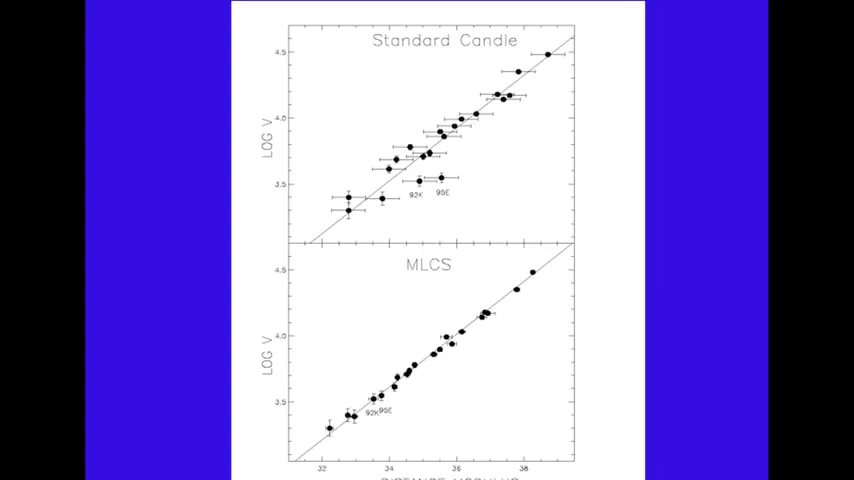 Standard Candle
4.5
4.0
LOG V
3.5
92K
95E
MLCS
4.5
4.0
LOG V
3.5
92K
95E
32
34
36
38